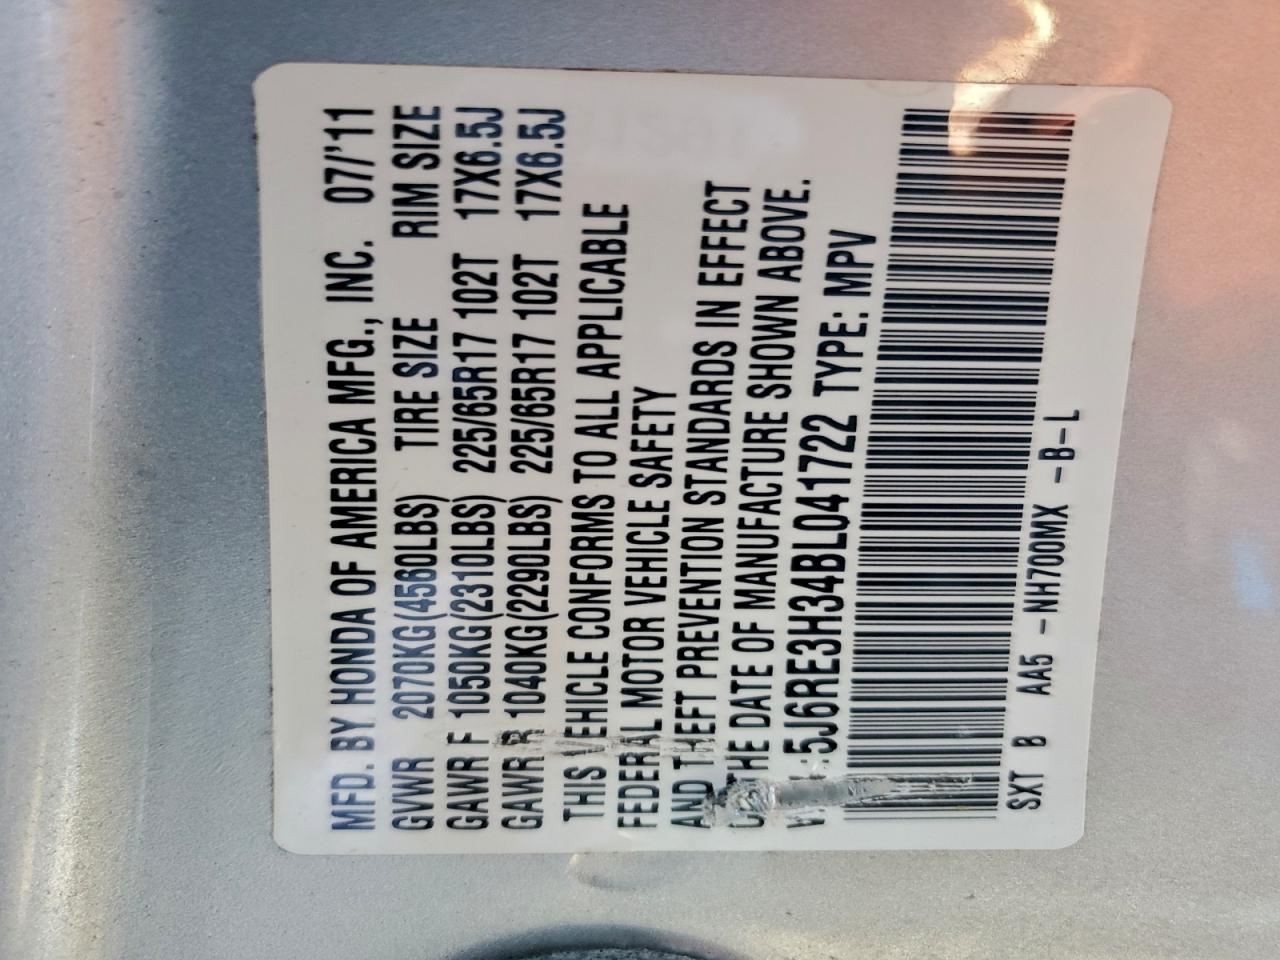 MFD. BY HONDA OF AMERICA MFG., INC. 07/'11
GVWR 2070KG(4560LBS) TIRE SIZE RIM SIZE
GAWR F 1050KG(2310LBS) 225/65R17 102T 17X6.5J
GAWR R 1040KG(2290LBS) 225/65R17 102T 17X6.5J
THIS VEHICLE CONFORMS TO ALL APPLICABLE
FEDERAL MOTOR VEHICLE SAFETY
AND THEFT PREVENTION STANDARDS IN EFFECT
THE DATE OF MANUFACTURE SHOWN ABOVE.
:5J6RE3H34BL041722 TYPE: MPV
SXT B AA5 -NH700MX -B-L